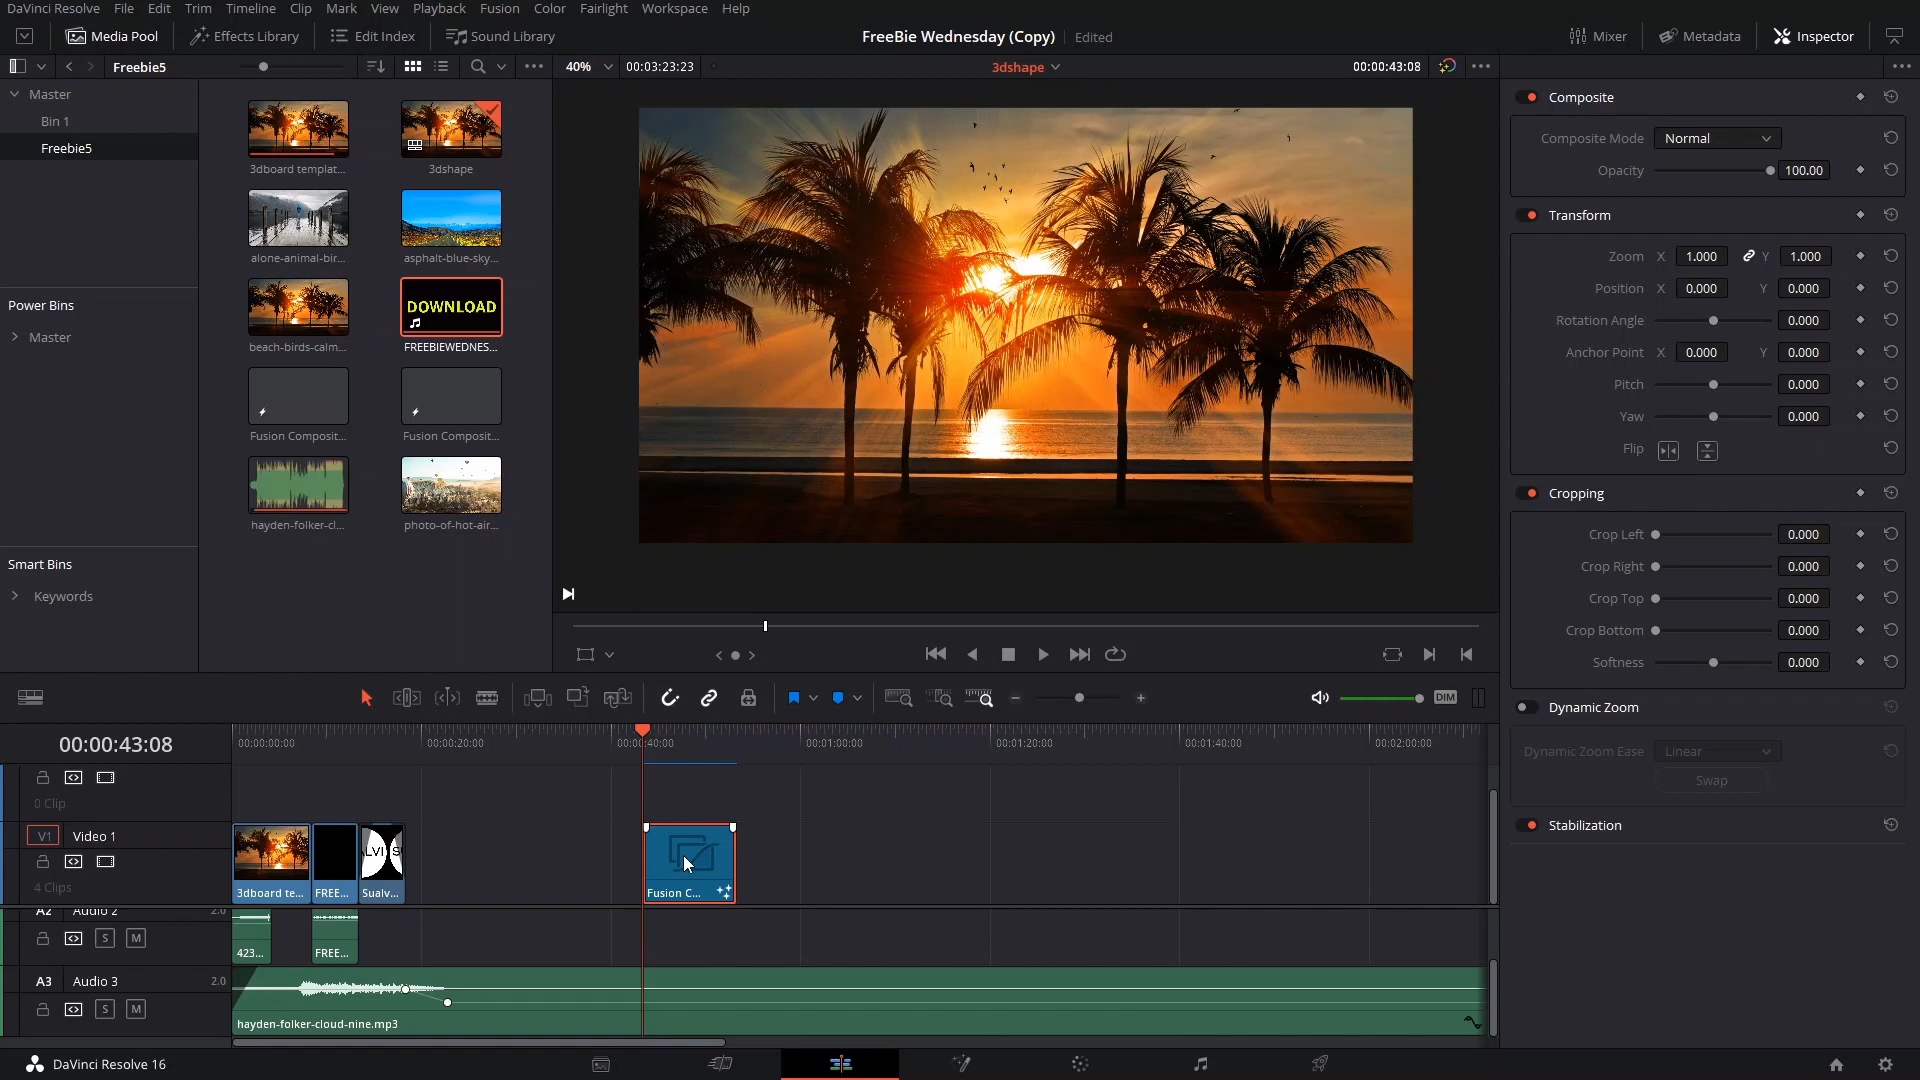 DaVinci Resolve File Edit Trim Timeline Clip Mark View Playback Fusion Color Fairlight Workspace Help
Media Pool Effects Library Edit Index Sound Library FreeBie Wednesday (Copy) Edited Mixer Metadata Inspector
Freebie5 40% 00:03:23:23 3dshape 00:00:43:08
Master
Bin 1
Freebie5
Power Bins
Master
Smart Bins
Keywords
3dboard templat... 3dshape
alone-animal-bir... asphalt-blue-sky...
DOWNLOAD
beach-birds-calm... FREEBIEWEDNES...
Fusion Composit... Fusion Composit...
hayden-folker-cl... photo-of-hot-air...
Composite
Composite Mode Normal
Opacity 100.00
Transform
Zoom X 1.000 Y 1.000
Position X 0.000 Y 0.000
Rotation Angle 0.000
Anchor Point X 0.000 Y 0.000
Pitch 0.000
Yaw 0.000
Flip
Cropping
Crop Left 0.000
Crop Right 0.000
Crop Top 0.000
Crop Bottom 0.000
Softness 0.000
Dynamic Zoom
Dynamic Zoom Ease Linear
Swap
Stabilization
DIM
00:00:43:08 00:00:00:00 00:00:20:00 00:00:40:00 00:01:00:00 00:01:20:00 00:01:40:00 00:02:00:00
0 Clip
V1 Video 1
4 Clips
3dboard te... FREE... Sualv... Fusion C...
A2 Audio 2 2.0
S M 423... FREE...
A3 Audio 3 2.0
S M
hayden-folker-cloud-nine.mp3
DaVinci Resolve 16